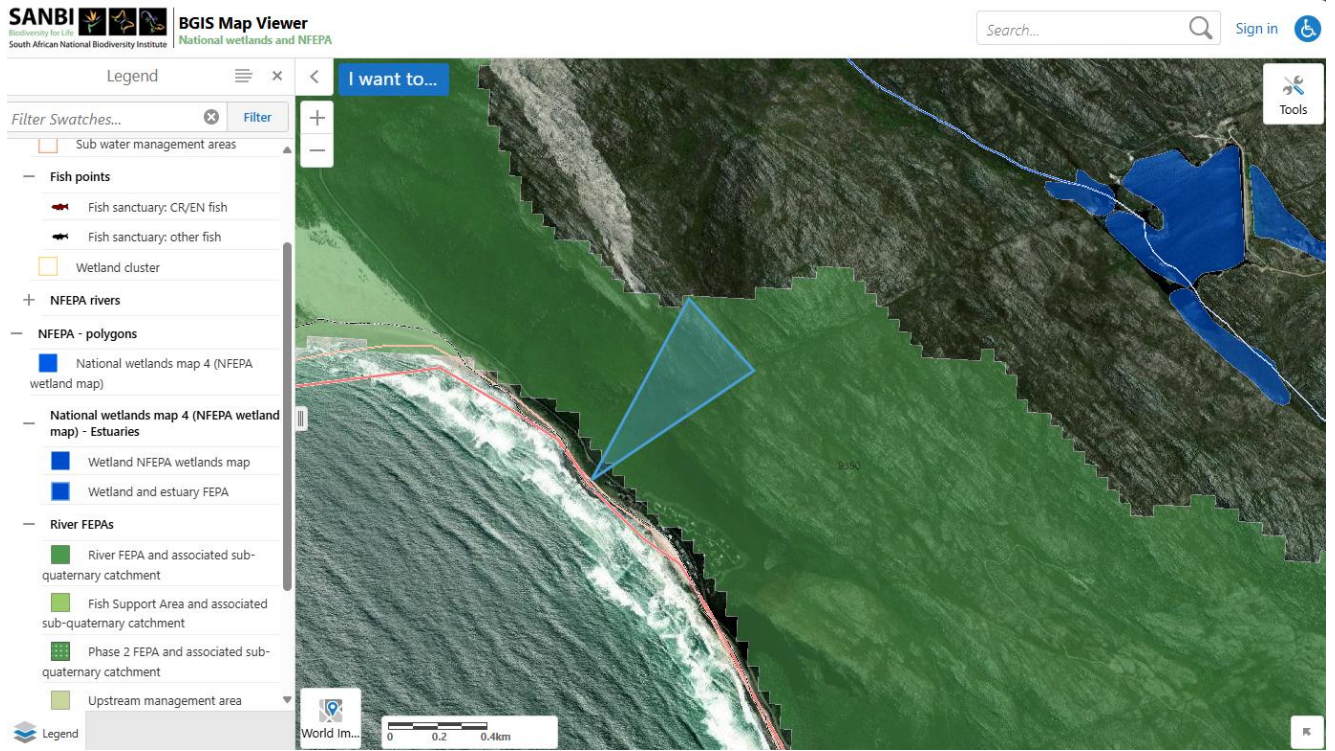 SANBI
Biodiversity for Life
South African National Biodiversity Institute
BGIS Map Viewer
National wetlands and NFEPA
Search...
Sign in
Legend
I want to...
Filter Swatches...
Filter
Tools
Sub water management areas
Fish points
Fish sanctuary: CR/EN fish
Fish sanctuary: other fish
Wetland cluster
NFEPA rivers
NFEPA - polygons
National wetlands map 4 (NFEPA
wetland map)
National wetlands map 4 (NFEPA wetland
map) - Estuaries
Wetland NFEPA wetlands map
Wetland and estuary FEPA
River FEPAs
River FEPA and associated sub-
quaternary catchment
Fish Support Area and associated
sub-quaternary catchment
Phase 2 FEPA and associated sub-
quaternary catchment
Upstream management area
Legend
World Im...
0 0.2 0.4km